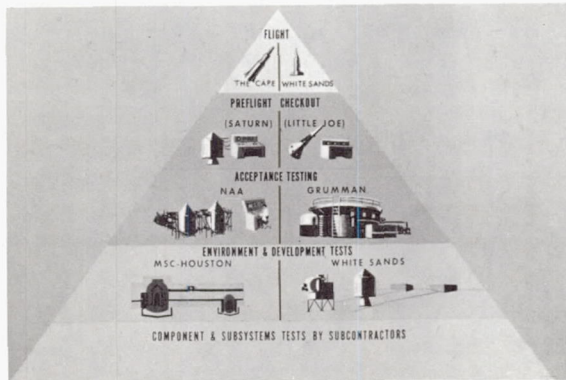 FLIGHT
THE CAPE WHITE SANDS
PREFLIGHT CHECKOUT
(SATURN) (LITTLE JOE)
ACCEPTANCE TESTING
NAA GRUMMAN
ENVIRONMENT & DEVELOPMENT TESTS
MSC-HOUSTON WHITE SANDS
COMPONENT & SUBSYSTEMS TESTS BY SUBCONTRACTORS